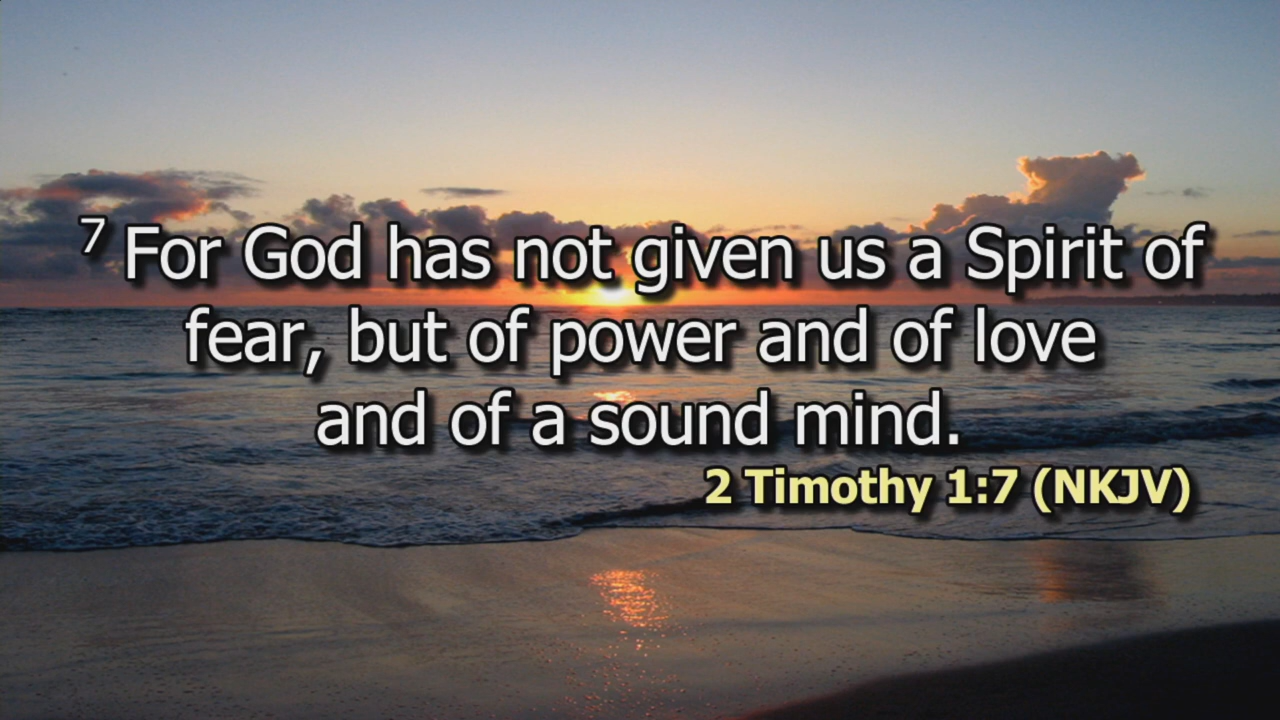 7 For God has not given us a Spirit of
fear, but of power and of love
and of a sound mind.
2 Timothy 1:7 (NKJV)